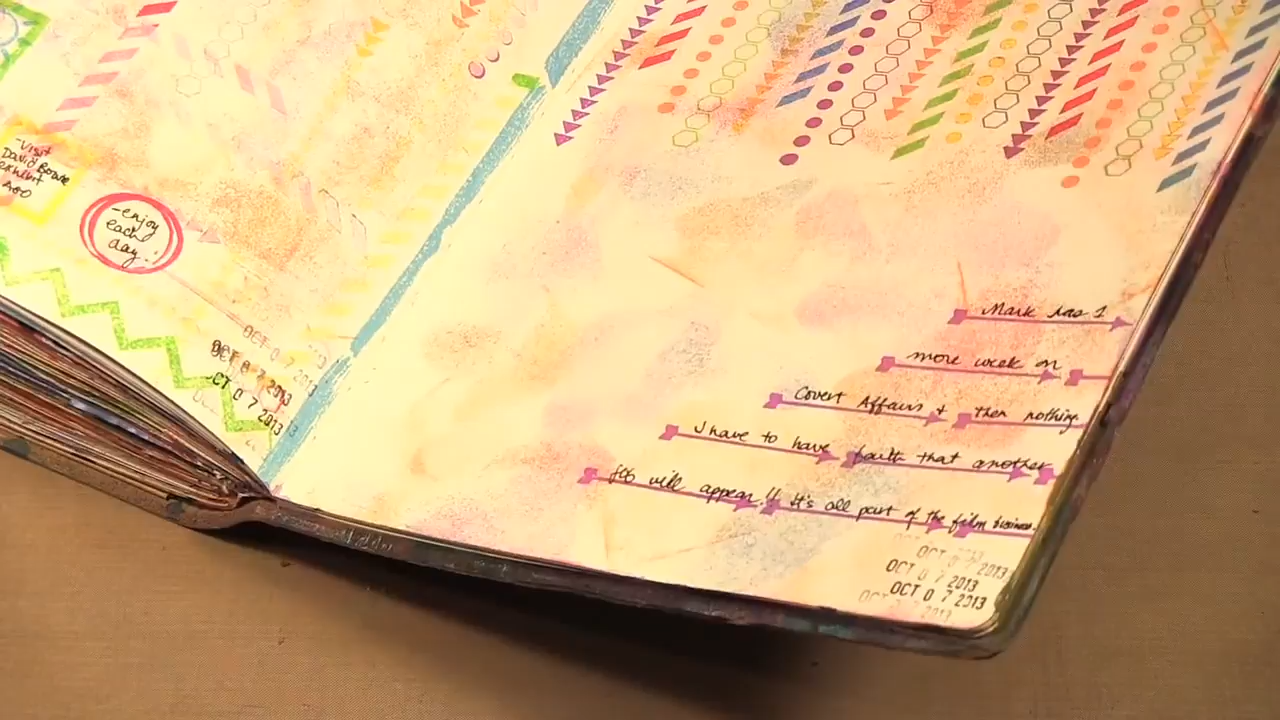 -Visit
David Bowie
exhibit
AGO
-enjoy
each
day!
OCT 0 7 2013
OCT 0 7 2013
OCT 0 7 2013
Mark has 1
more week on
Covert Affairs + then nothing.
I have to have faith that another
job will appear!! It's all part of the film business.
OCT
OCT 0 7 2013
OCT 0 7 2013
OCT 2013